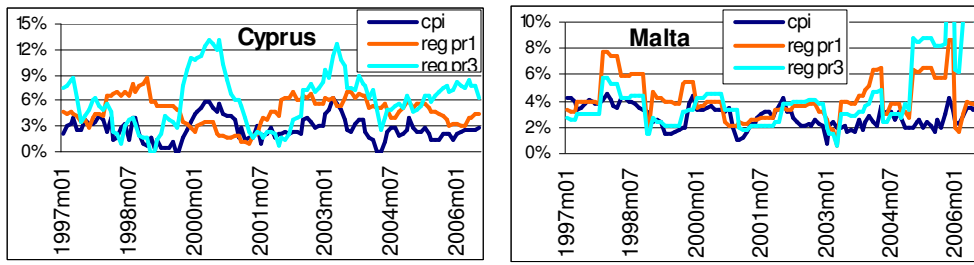 15%
12%
9%
6%
3%
0%
Cyprus
cpi
reg pr1
reg pr3
1997m01
1998m07
2000m01
2001m07
2003m01
2004m07
2006m01
10%
8%
6%
4%
2%
0%
Malta
cpi
reg pr1
reg pr3
1997m01
1998m07
2000m01
2001m07
2003m01
2004m07
2006m01